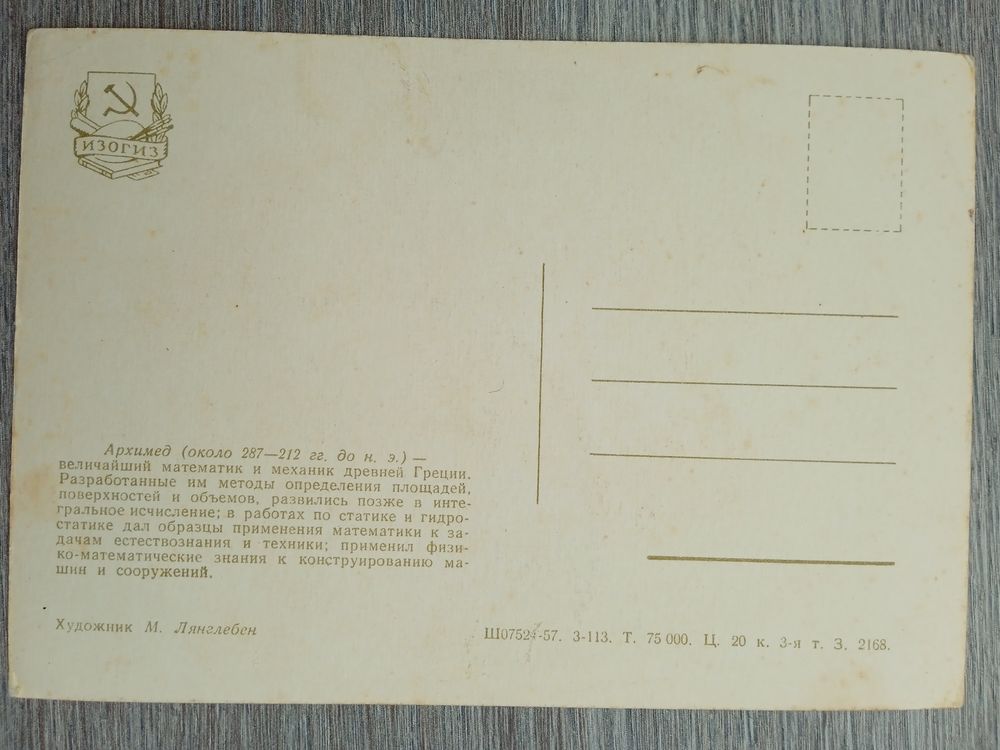 ИЗОГИЗ
Архимед (около 287—212 гг. до н. э.) —
величайший математик и механик древней Греции.
Разработанные им методы определения площадей,
поверхностей и объемов, развились позже в инте-
гральное исчисление; в работах по статике и гидро-
статике дал образцы применения математики к за-
дачам естествознания и техники; применил физи-
ко-математические знания к конструированию ма-
шин и сооружений.
Художник М. Лянглебен
3-113. Т. 75 000. Ц. 20 к. 3-я т. З. 2168.